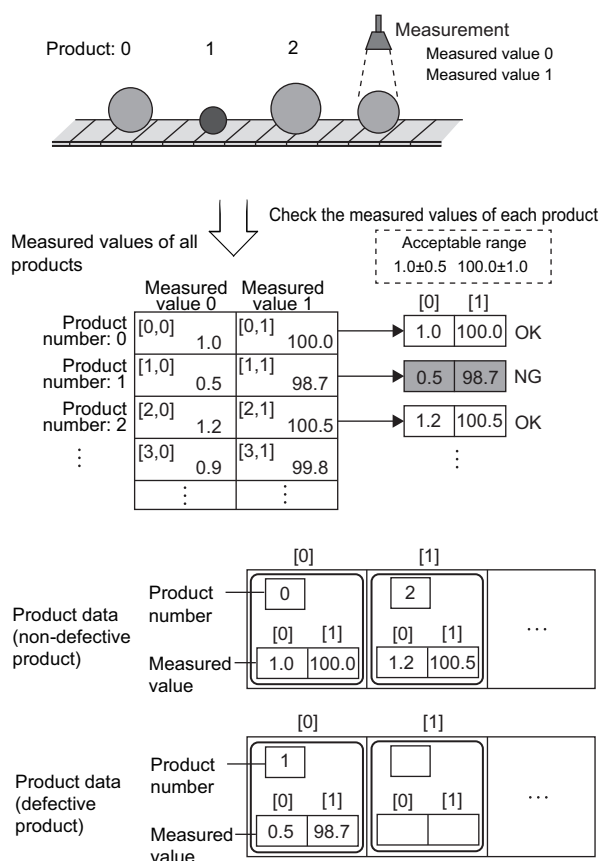 Product: 0 1 2
Measurement
Measured value 0
Measured value 1
Check the measured values of each product
Acceptable range
1.0±0.5 100.0±1.0
Measured values of all
products
Measured value 0
Measured value 1
[0] [1]
Product number: 0
[0,0] 1.0 [0,1] 100.0
1.0 100.0 OK
Product number: 1
[1,0] 0.5 [1,1] 98.7
0.5 98.7 NG
Product number: 2
[2,0] 1.2 [2,1] 100.5
1.2 100.5 OK
⋮
[3,0] 0.9 [3,1] 99.8
⋮ ⋮ ⋮
[0] [1]
Product data
(non-defective
product)
Product
number
0 2
...
[0] [1] [0] [1]
Measured
value
1.0 100.0 1.2 100.5
[0] [1]
Product data
(defective
product)
Product
number
1
...
[0] [1] [0] [1]
Measured
value
0.5 98.7